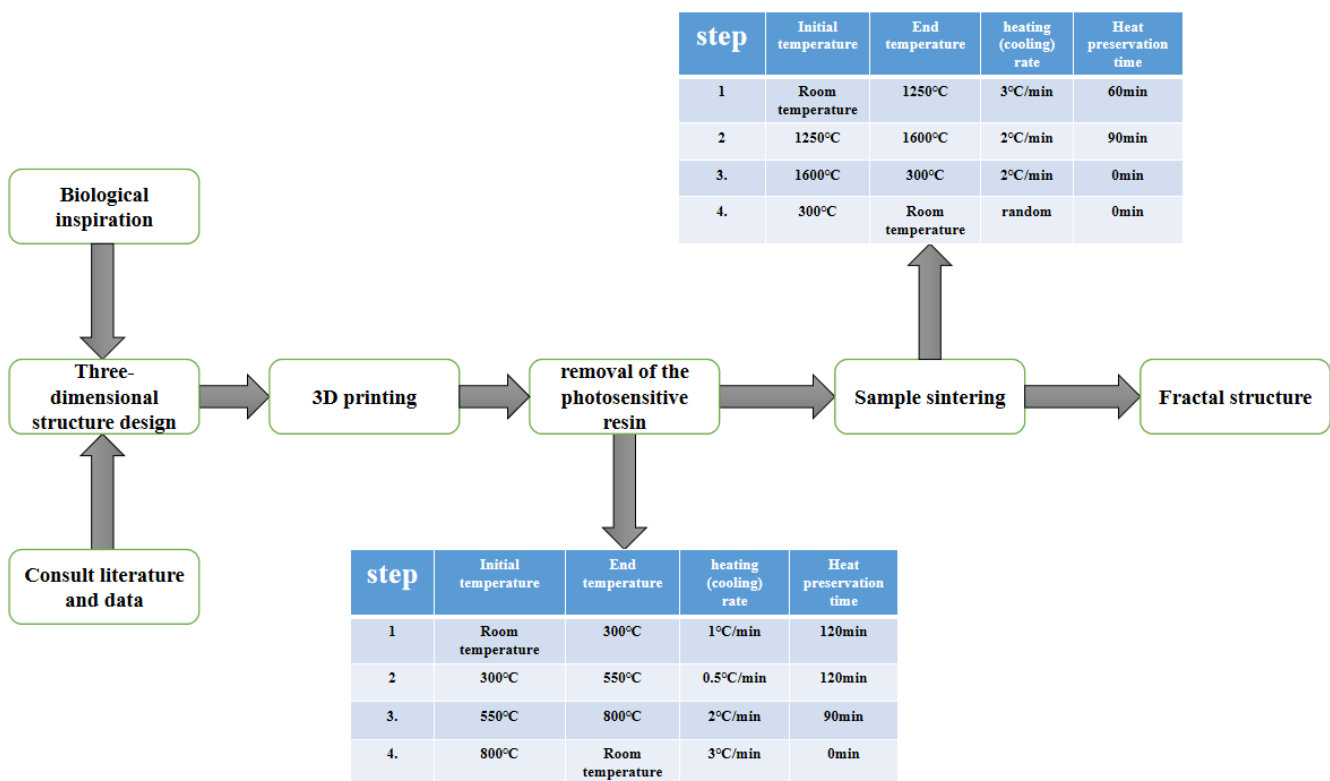 step Initial temperature End temperature heating (cooling) rate Heat preservation time
1 Room temperature 1250°C 3°C/min 60min
2 1250°C 1600°C 2°C/min 90min
3. 1600°C 300°C 2°C/min 0min
4. 300°C Room temperature random 0min
Biological
inspiration
Three-
dimensional
structure design
3D printing
removal of the
photosensitive
resin
Sample sintering
Fractal structure
Consult literature
and data
step Initial temperature End temperature heating (cooling) rate Heat preservation time
1 Room temperature 300°C 1°C/min 120min
2 300°C 550°C 0.5°C/min 120min
3. 550°C 800°C 2°C/min 90min
4. 800°C Room temperature 3°C/min 0min